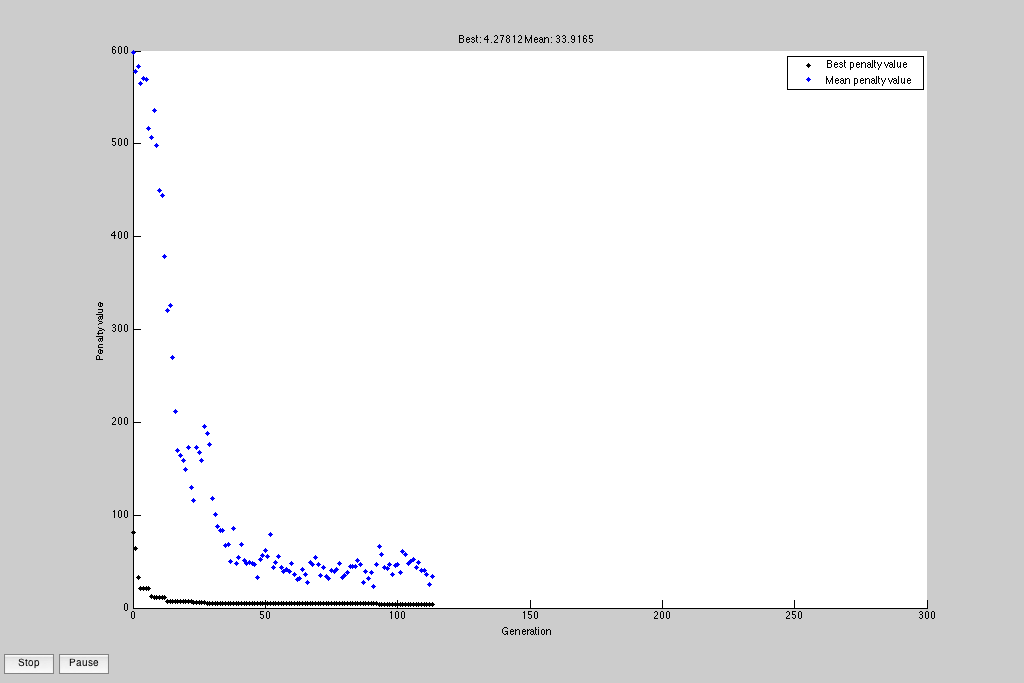 Best: 4.27812 Mean: 33.9165
Best penalty value
Mean penalty value
600
500
400
300
200
100
0
Penalty value
0 50 100 150 200 250 300
Generation
Stop Pause